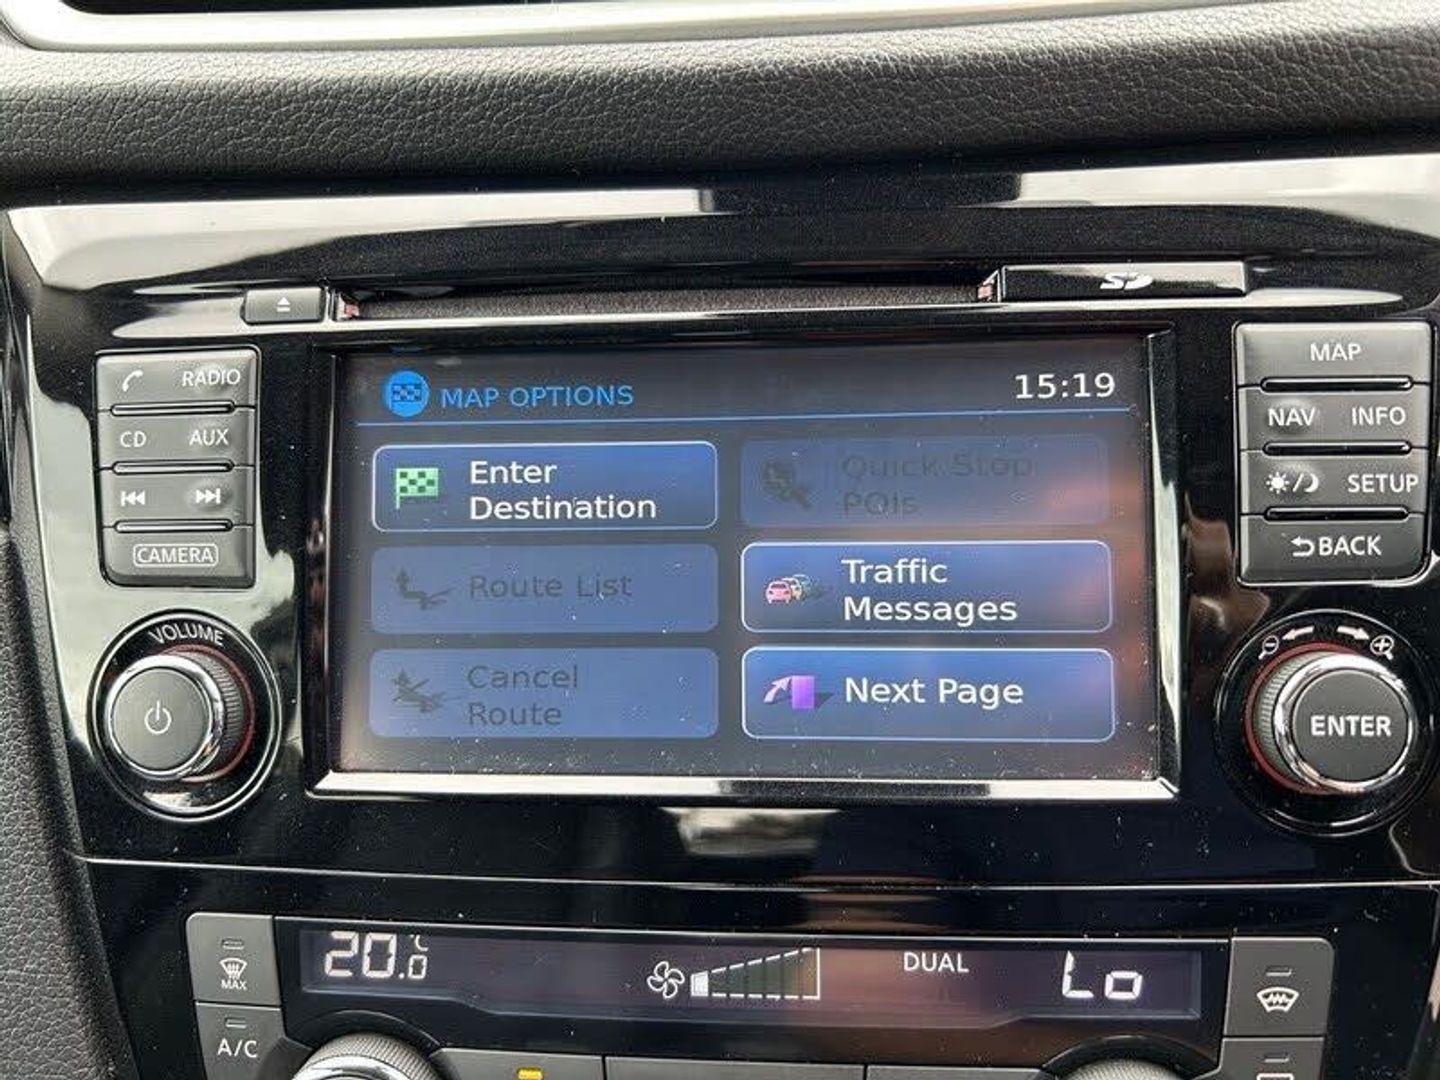 SD
RADIO
CD AUX
CAMERA
VOLUME
MAP OPTIONS
15:19
Enter
Destination
Quick Stop
POIs
Route List
Traffic
Messages
Cancel
Route
Next Page
MAP
NAV INFO
SETUP
BACK
ENTER
MAX
A/C
20.0 °C
DUAL
Lo